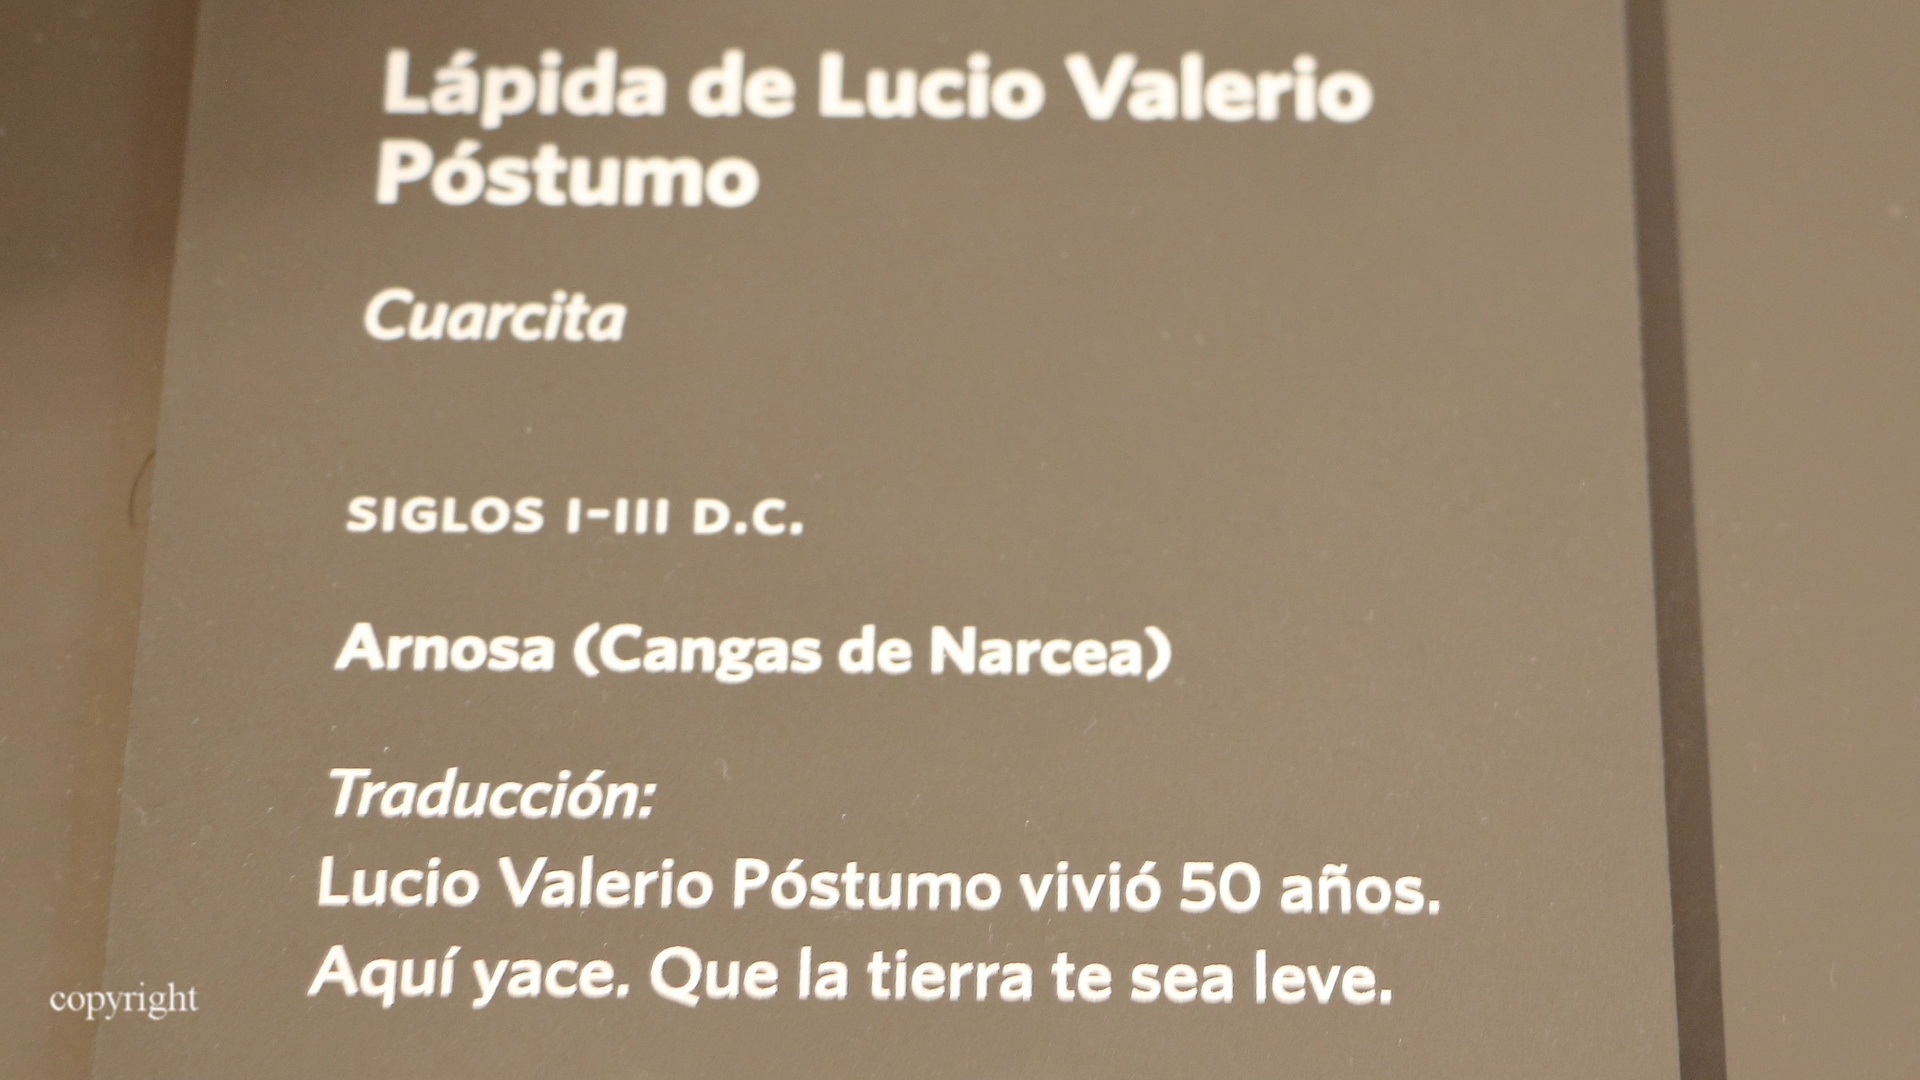 Lápida de Lucio Valerio
Póstumo
Cuarcita
SIGLOS I-III D.C.
Arnosa (Cangas de Narcea)
Traducción:
Lucio Valerio Póstumo vivió 50 años.
Aquí yace. Que la tierra te sea leve.
copyright